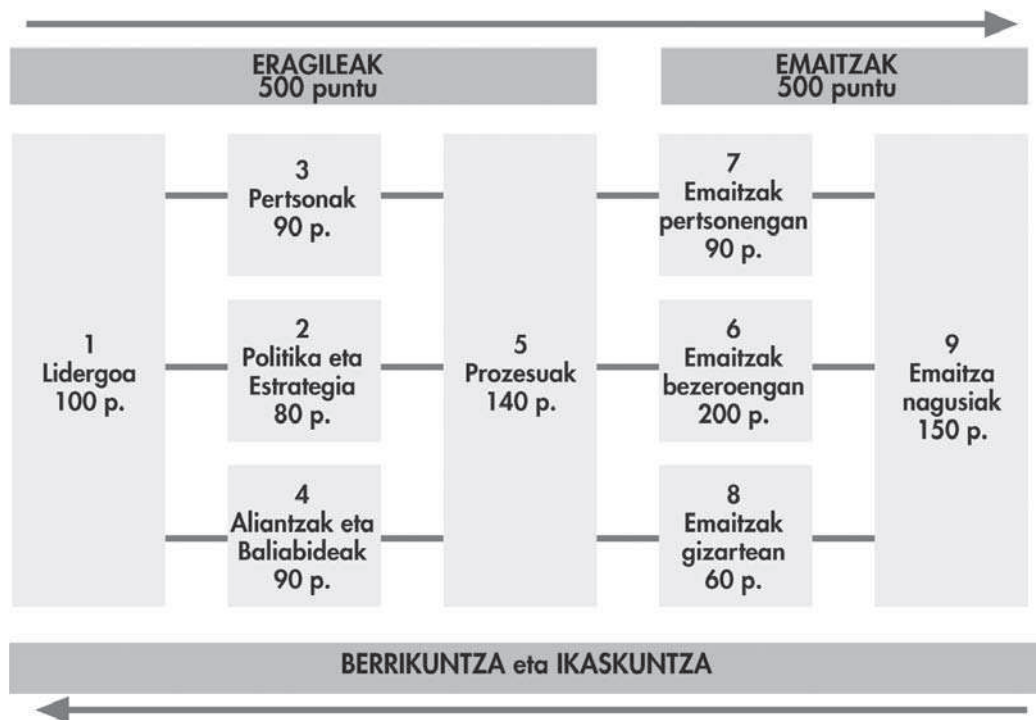 ERAGILEAK
500 puntu
EMAITZAK
500 puntu
1
Lidergoa
100 p.
3
Pertsonak
90 p.
2
Politika eta
Estrategia
80 p.
4
Aliantzak eta
Baliabideak
90 p.
5
Prozesuak
140 p.
7
Emaitzak
pertsonengan
90 p.
6
Emaitzak
bezeroengan
200 p.
8
Emaitzak
gizartean
60 p.
9
Emaitza
nagusiak
150 p.
BERRIKUNTZA eta IKASKUNTZA